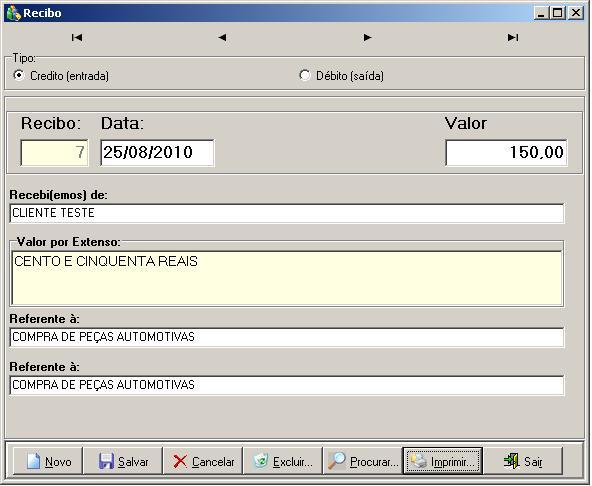 Recibo
Tipo:
Credito (entrada) Débito (saída)
Recibo: Data: Valor
7 25/08/2010 150,00
Recebi(emos) de:
CLIENTE TESTE
Valor por Extenso:
CENTO E CINQUENTA REAIS
Referente à:
COMPRA DE PEÇAS AUTOMOTIVAS
Referente à:
COMPRA DE PEÇAS AUTOMOTIVAS
Novo Salvar Cancelar Excluir... Procurar... Imprimir... Sair